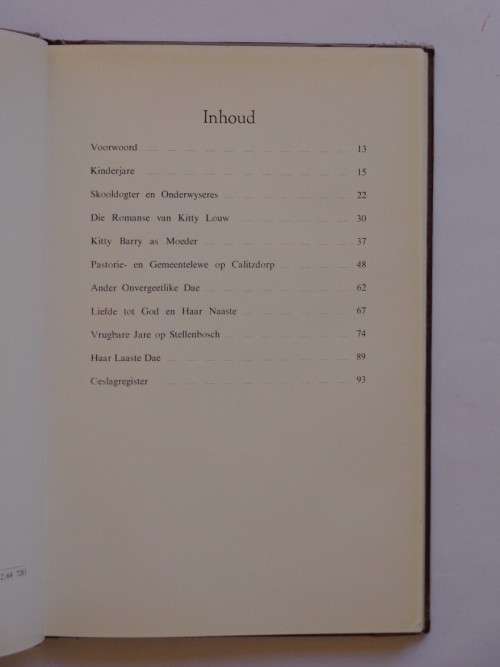 Inhoud
Voorwoord 13
Kinderjare 15
Skooldogter en Onderwyseres 22
Die Romanse van Kitty Louw 30
Kitty Barry as Moeder 37
Pastorie- en Gemeentelewe op Calitzdorp 48
Ander Onvergeetlike Dae 62
Liefde tot God en Haar Naaste 67
Vrugbare Jare op Stellenbosch 74
Haar Laaste Dae 89
Ceslagregister 93